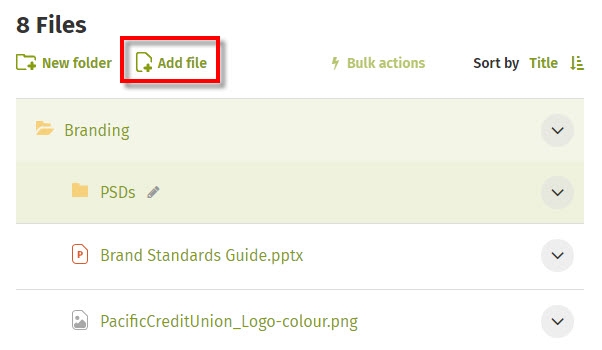 8 Files
New folder Add file Bulk actions Sort by Title
Branding
PSDs
P Brand Standards Guide.pptx
PacificCreditUnion_Logo-colour.png